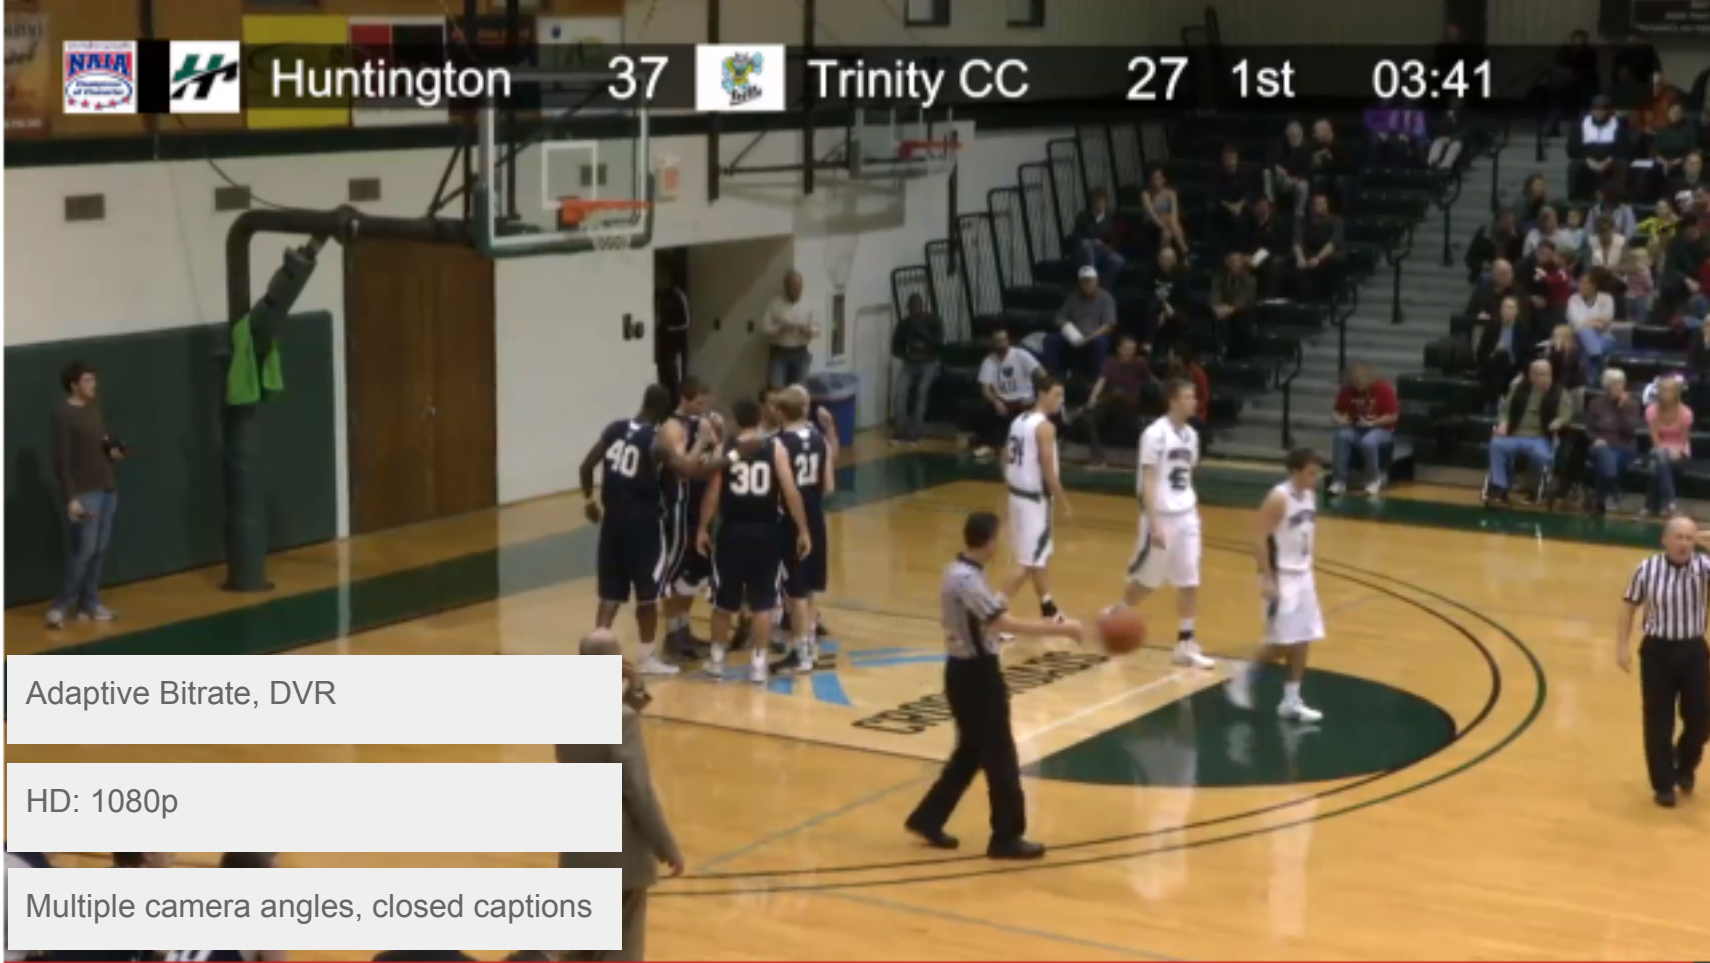 NAIA
Huntington 37 Trinity CC 27 1st 03:41
40
30
21
31
Adaptive Bitrate, DVR
HD: 1080p
Multiple camera angles, closed captions